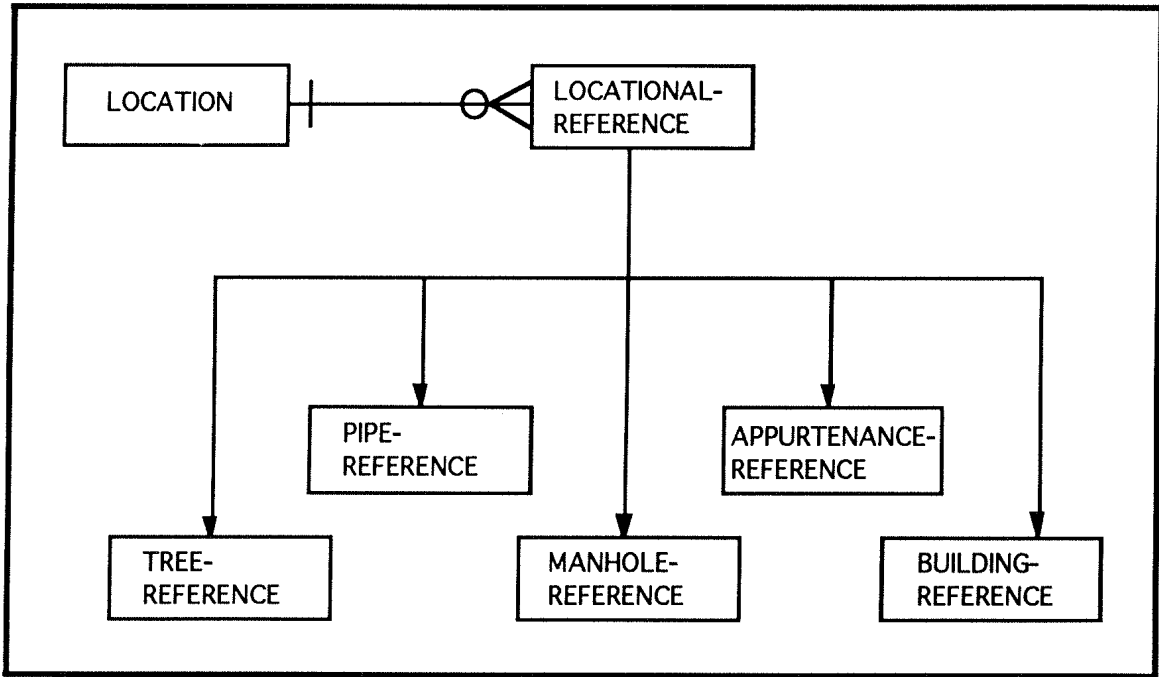 LOCATION
LOCATIONAL-
REFERENCE
PIPE-
REFERENCE
APPURTENANCE-
REFERENCE
TREE-
REFERENCE
MANHOLE-
REFERENCE
BUILDING-
REFERENCE